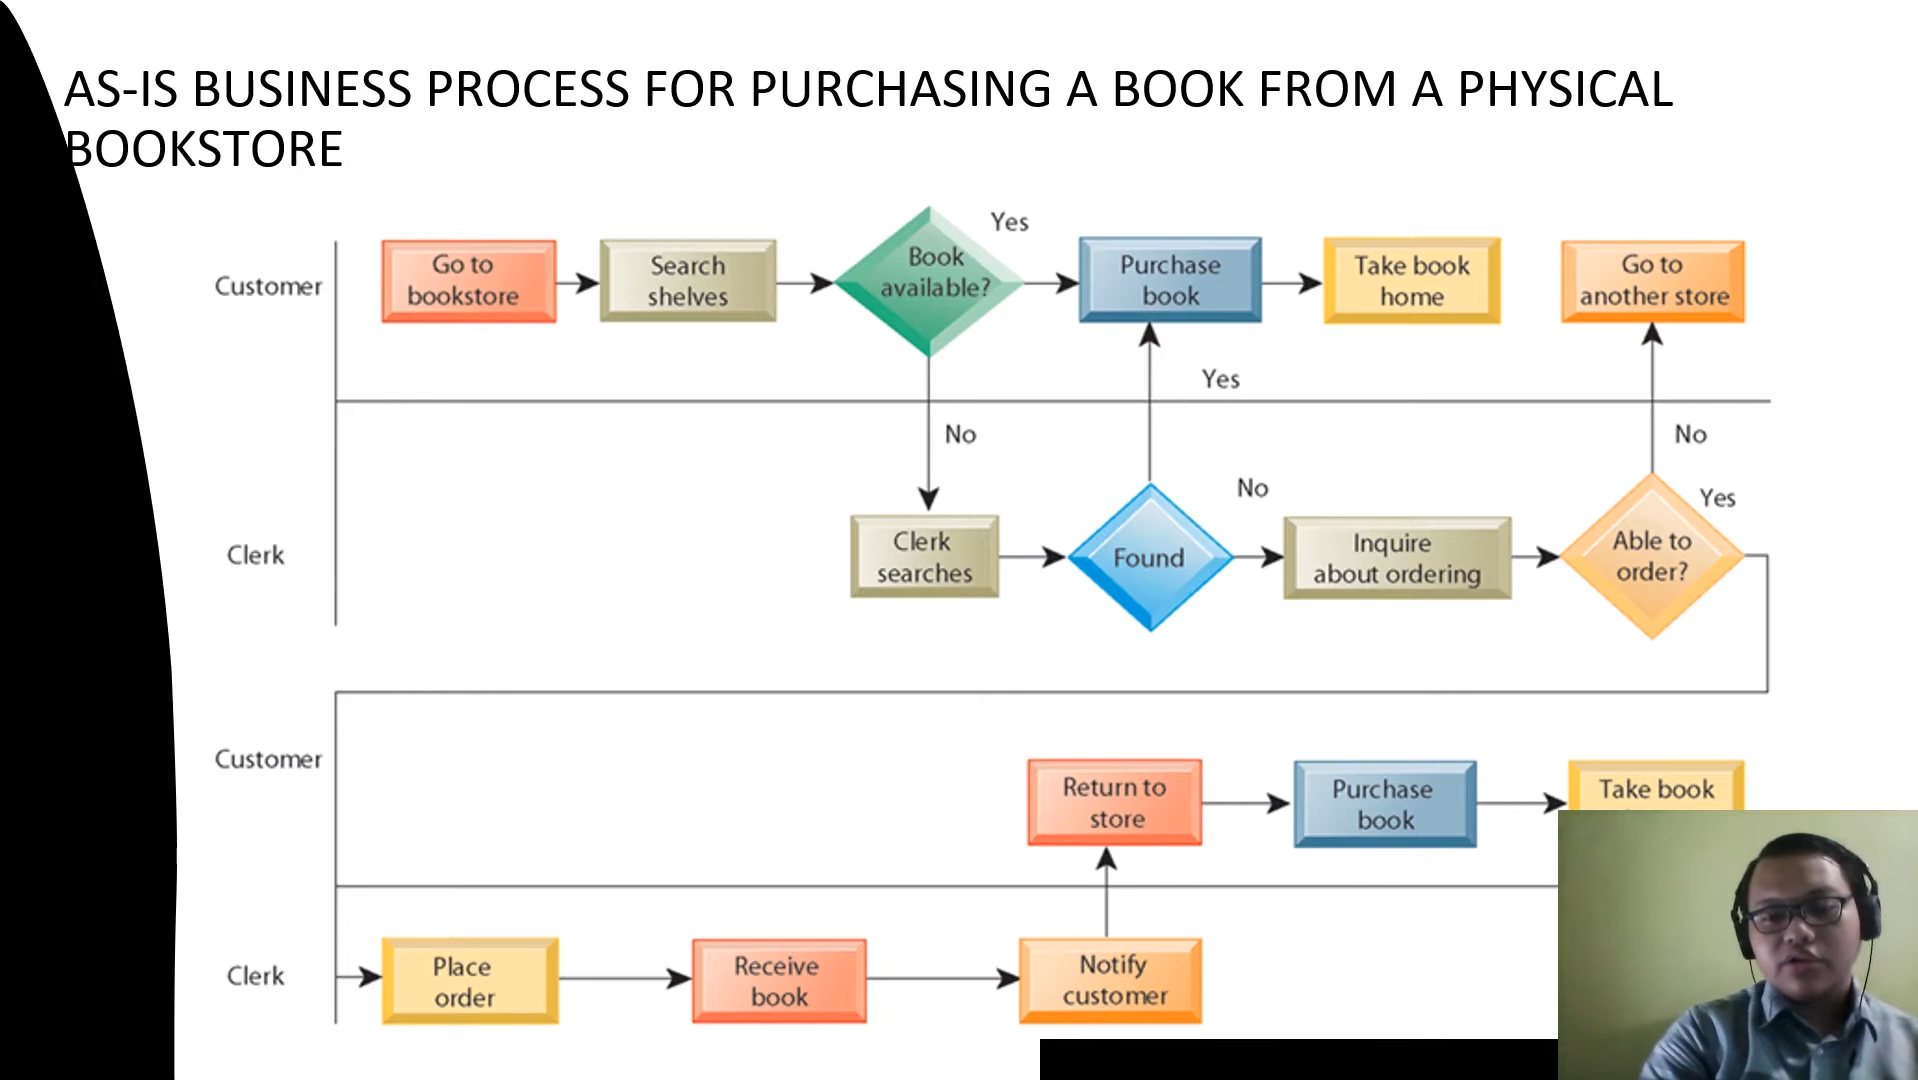 AS-IS BUSINESS PROCESS FOR PURCHASING A BOOK FROM A PHYSICAL
BOOKSTORE
Customer
Go to
bookstore
Search
shelves
Book
available?
Yes
Purchase
book
Take book
home
Go to
another store
Yes
No
No
Clerk
Clerk
searches
Found
No
Inquire
about ordering
Able to
order?
Yes
Customer
Return to
store
Purchase
book
Take book
Clerk
Place
order
Receive
book
Notify
customer